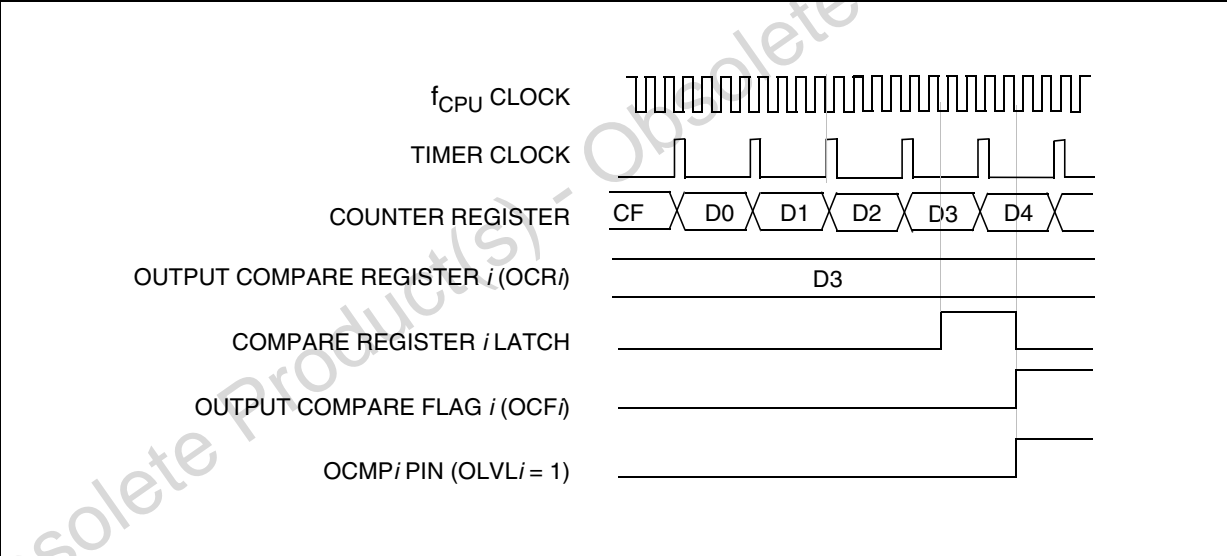 Obsolete Product(s) - Obsolete
f_CPU CLOCK
TIMER CLOCK
COUNTER REGISTER
CF D0 D1 D2 D3 D4
OUTPUT COMPARE REGISTER i (OCRi)
D3
COMPARE REGISTER i LATCH
OUTPUT COMPARE FLAG i (OCFi)
OCMPi PIN (OLVLi = 1)